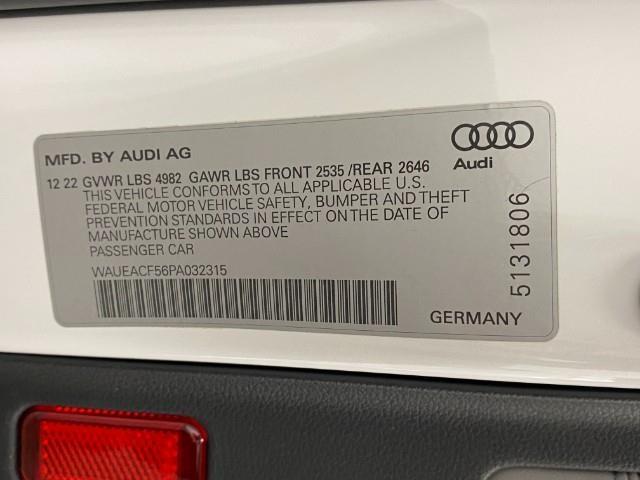 MFD. BY AUDI AG
Audi
12 22 GVWR LBS 4982 GAWR LBS FRONT 2535 /REAR 2646
THIS VEHICLE CONFORMS TO ALL APPLICABLE U.S.
FEDERAL MOTOR VEHICLE SAFETY, BUMPER AND THEFT
PREVENTION STANDARDS IN EFFECT ON THE DATE OF
MANUFACTURE SHOWN ABOVE
PASSENGER CAR
WAUEACF56PA032315
5131806
GERMANY